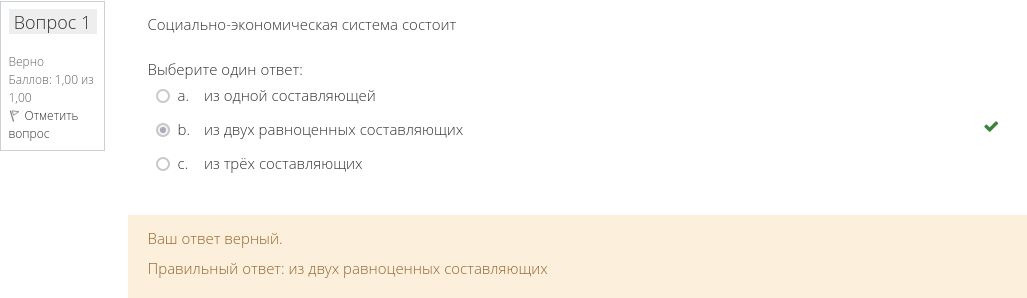 Вопрос 1
Верно
Баллов: 1,00 из
1,00
Отметить
вопрос
Социально-экономическая система состоит
Выберите один ответ:
a. из одной составляющей
b. из двух равноценных составляющих
c. из трёх составляющих
Ваш ответ верный.
Правильный ответ: из двух равноценных составляющих